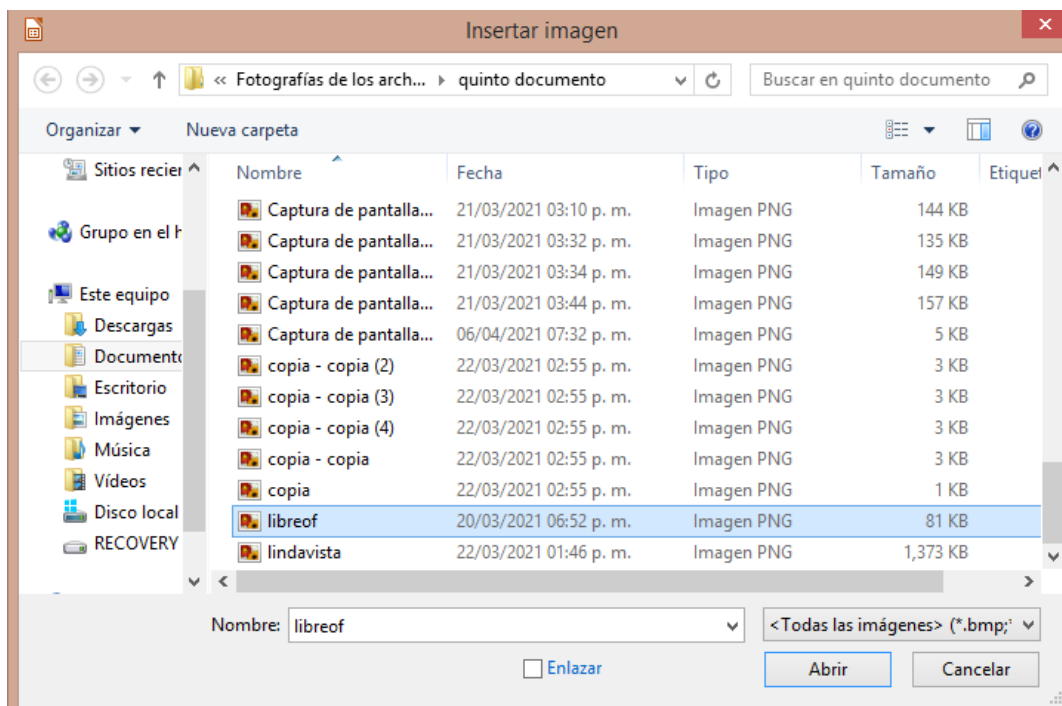 Insertar imagen
« Fotografías de los arch... quinto documento
Buscar en quinto documento
Organizar Nueva carpeta
Sitios recier
Grupo en el h
Este equipo
Descargas
Documento
Escritorio
Imágenes
Música
Vídeos
Disco local
RECOVERY
Nombre Fecha Tipo Tamaño Etiquet
Captura de pantalla... 21/03/2021 03:10 p. m. Imagen PNG 144 KB
Captura de pantalla... 21/03/2021 03:32 p. m. Imagen PNG 135 KB
Captura de pantalla... 21/03/2021 03:34 p. m. Imagen PNG 149 KB
Captura de pantalla... 21/03/2021 03:44 p. m. Imagen PNG 157 KB
Captura de pantalla... 06/04/2021 07:32 p. m. Imagen PNG 5 KB
copia - copia (2) 22/03/2021 02:55 p. m. Imagen PNG 3 KB
copia - copia (3) 22/03/2021 02:55 p. m. Imagen PNG 3 KB
copia - copia (4) 22/03/2021 02:55 p. m. Imagen PNG 3 KB
copia - copia 22/03/2021 02:55 p. m. Imagen PNG 3 KB
copia 22/03/2021 02:55 p. m. Imagen PNG 1 KB
libreof 20/03/2021 06:52 p. m. Imagen PNG 81 KB
lindavista 22/03/2021 01:46 p. m. Imagen PNG 1,373 KB
Nombre: libreof
<Todas las imágenes> (*.bmp;*
Enlazar
Abrir Cancelar